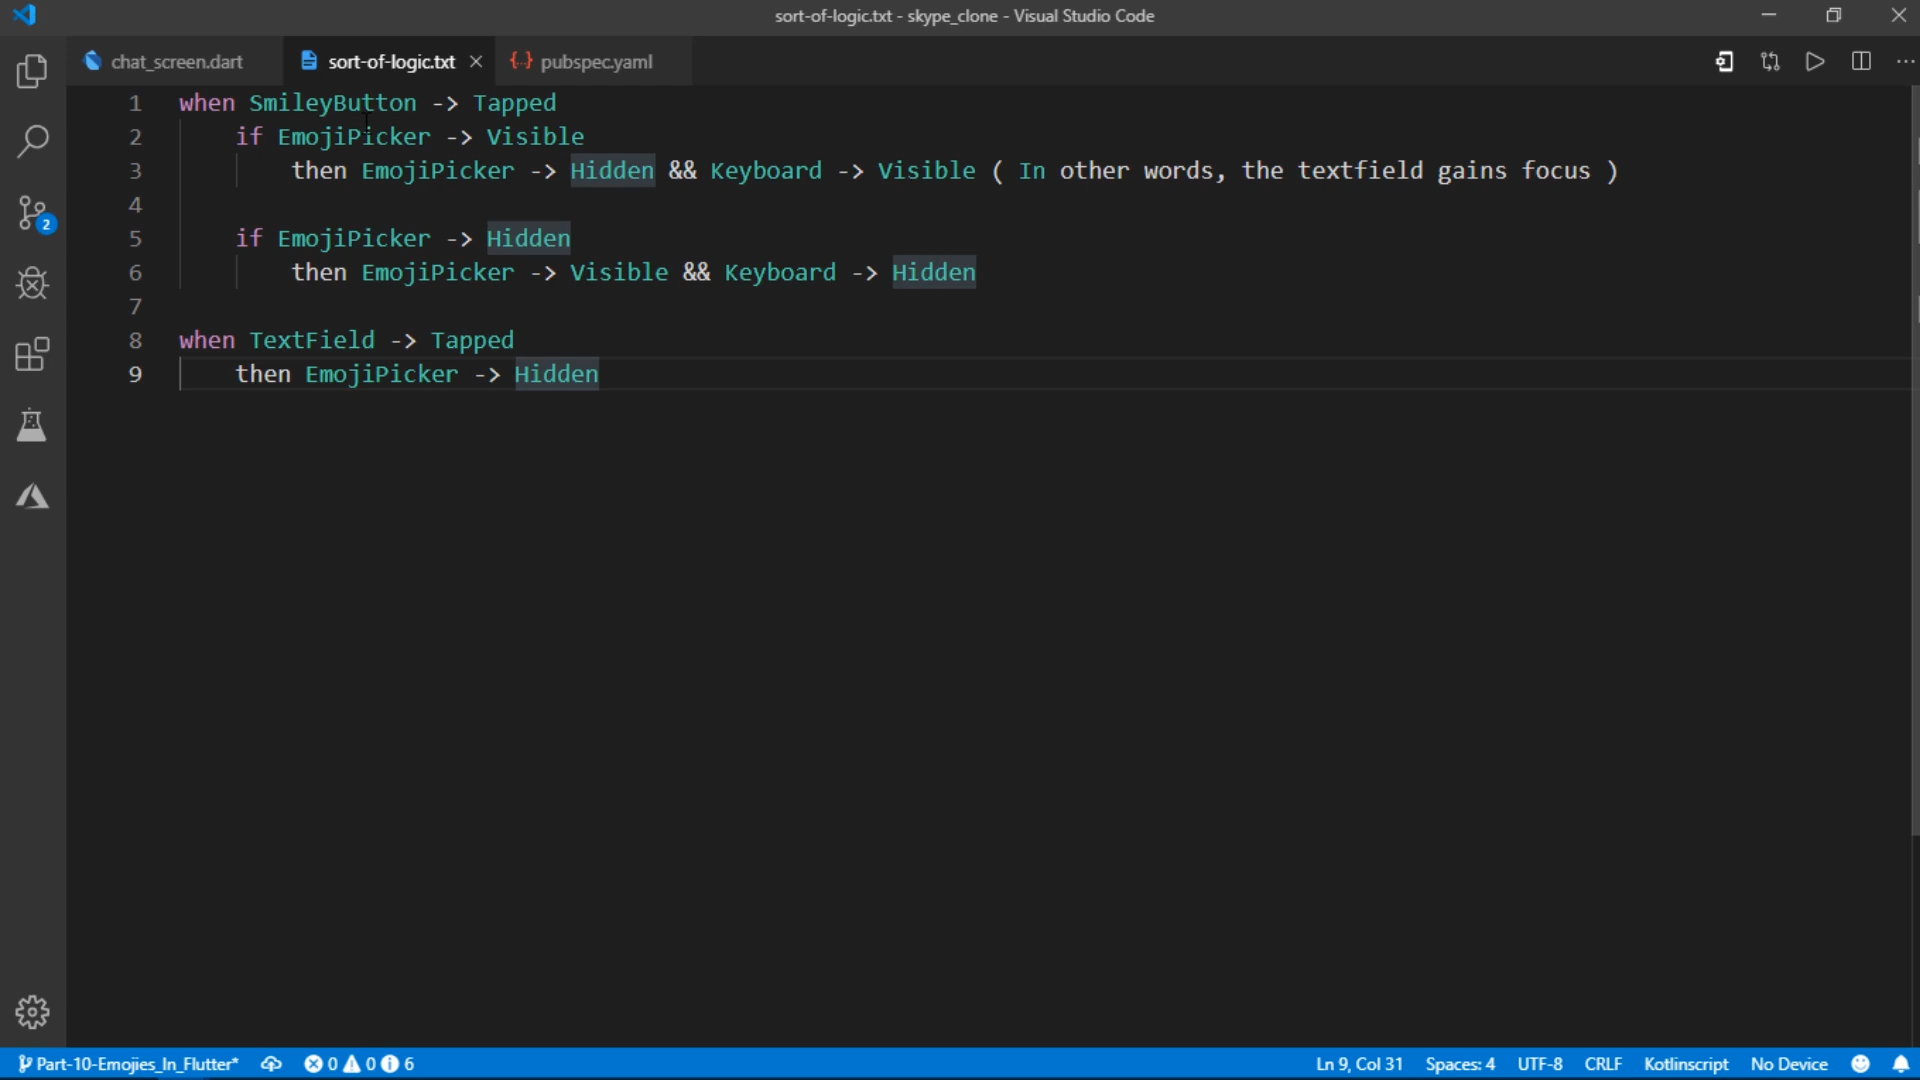 sort-of-logic.txt - skype_clone - Visual Studio Code
chat_screen.dart sort-of-logic.txt pubspec.yaml
1 when SmileyButton -> Tapped
2 if EmojiPicker -> Visible
3 then EmojiPicker -> Hidden && Keyboard -> Visible ( In other words, the textfield gains focus )
4
5 if EmojiPicker -> Hidden
6 then EmojiPicker -> Visible && Keyboard -> Hidden
7
8 when TextField -> Tapped
9 then EmojiPicker -> Hidden
2
Part-10-Emojies_In_Flutter* 0 0 6 Ln 9, Col 31 Spaces: 4 UTF-8 CRLF Kotlinscript No Device